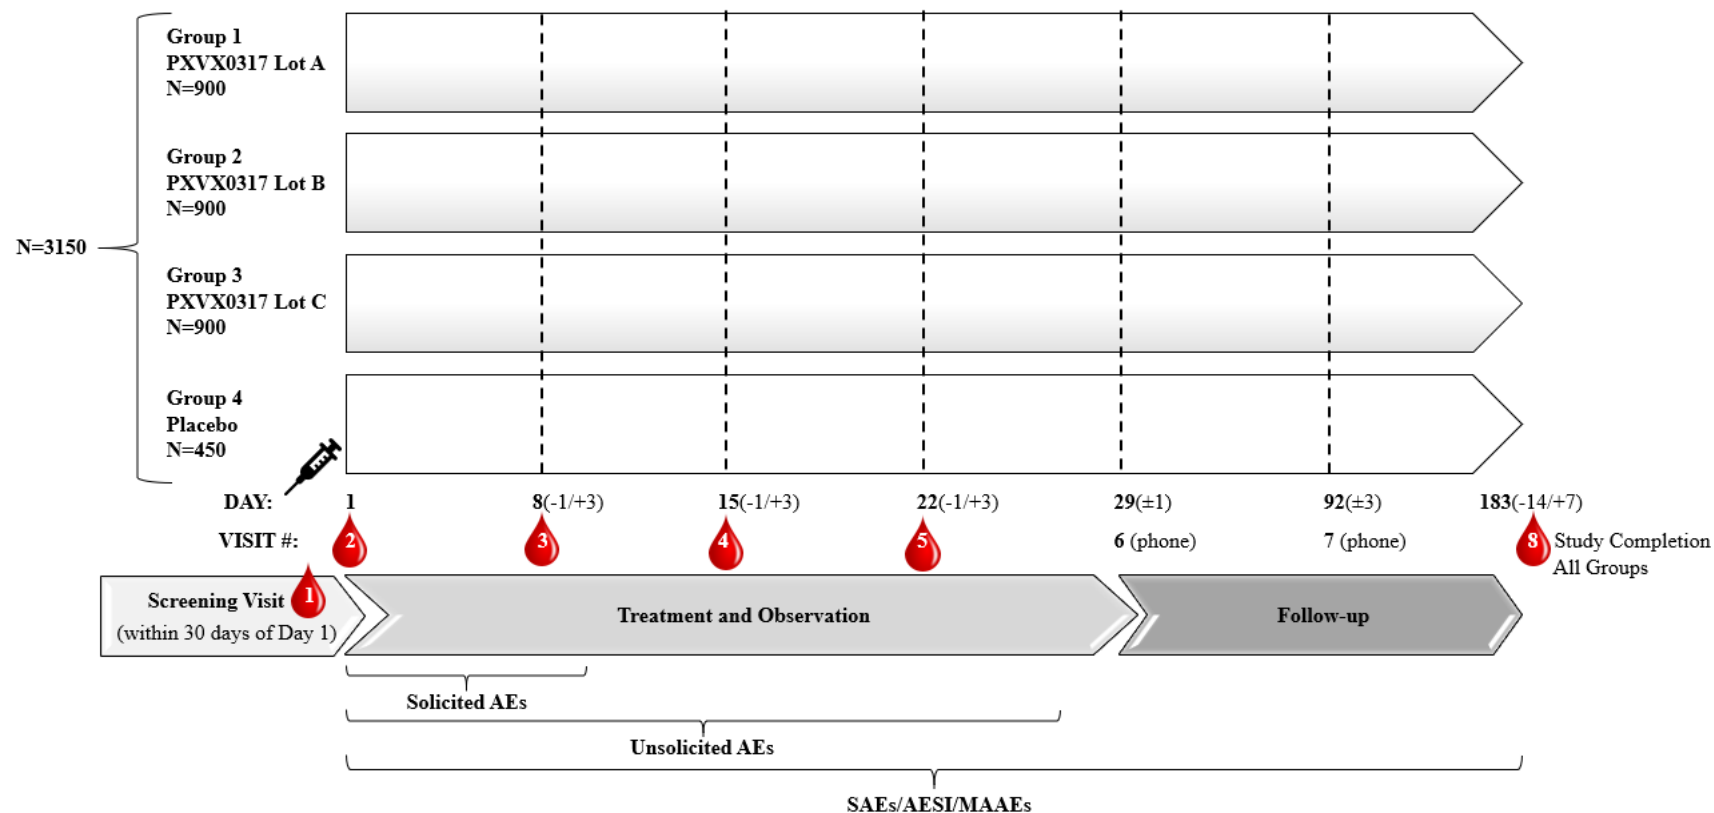 Group 1
PXVX0317 Lot A
N=900
Group 2
PXVX0317 Lot B
N=900
N=3150
Group 3
PXVX0317 Lot C
N=900
Group 4
Placebo
N=450
DAY: 1 8(-1/+3) 15(-1/+3) 22(-1/+3) 29(±1) 92(±3) 183(-14/+7)
VISIT #: 2 3 4 5 6 (phone) 7 (phone) 8 Study Completion
All Groups
Screening Visit 1
(within 30 days of Day 1)
Treatment and Observation
Follow-up
Solicited AEs
Unsolicited AEs
SAEs/AESI/MAAEs